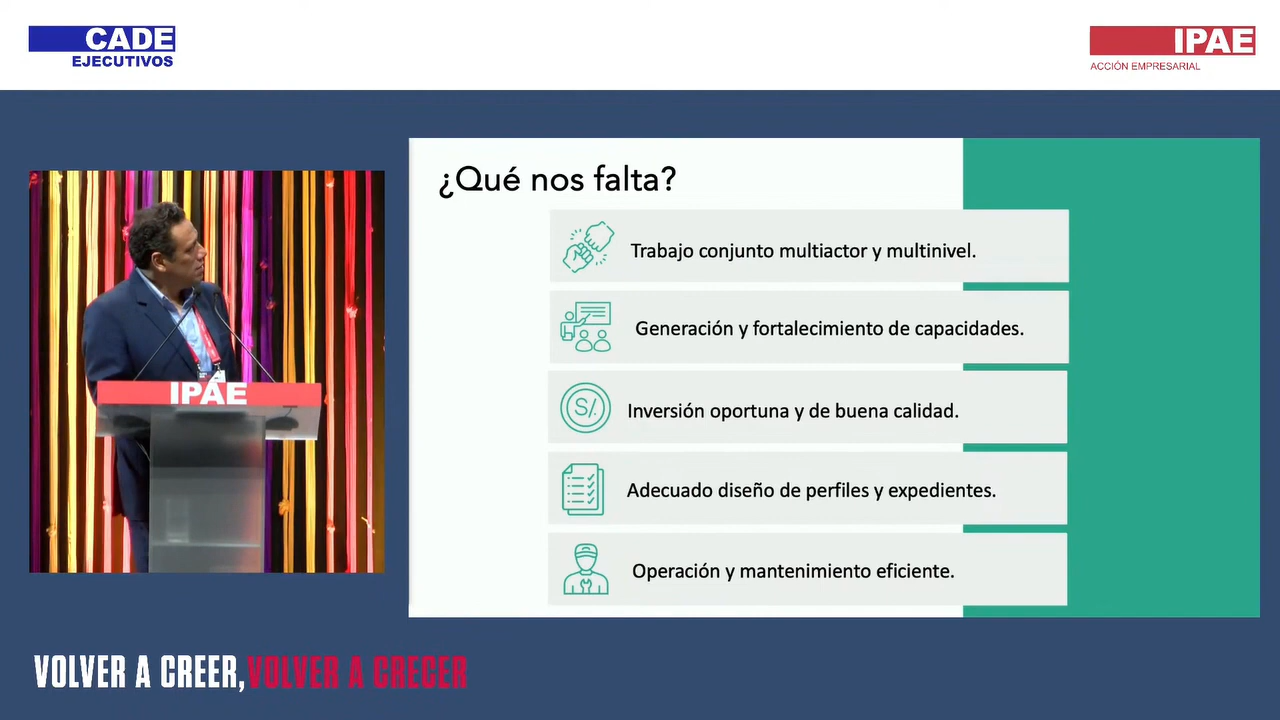 CADE
EJECUTIVOS
IPAE
ACCIÓN EMPRESARIAL
¿Qué nos falta?
Trabajo conjunto multiactor y multinivel.
Generación y fortalecimiento de capacidades.
S/.
Inversión oportuna y de buena calidad.
Adecuado diseño de perfiles y expedientes.
Operación y mantenimiento eficiente.
IPAE
VOLVER A CREER, VOLVER A CRECER